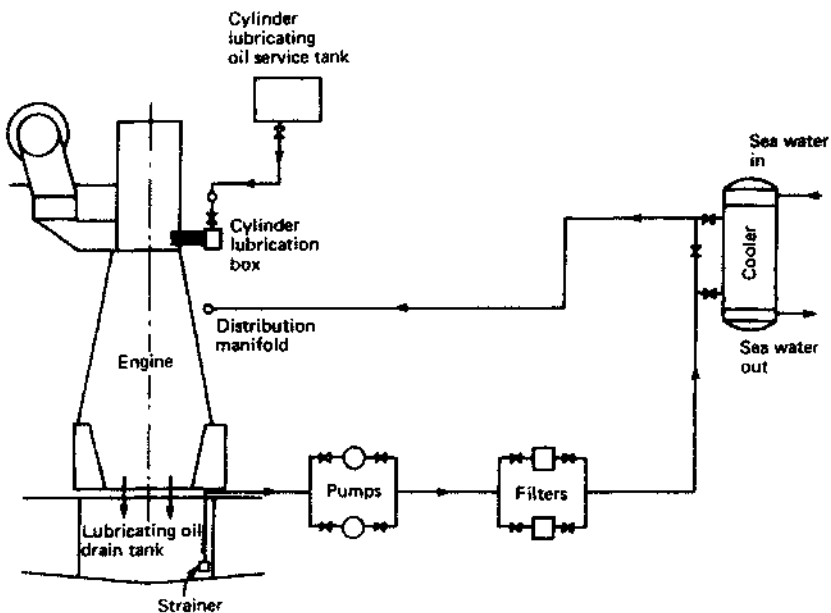 Cylinder
lubricating
oil service tank
Sea water
in
Cylinder
lubrication
box
Cooler
Distribution
manifold
Engine
Sea water
out
Pumps
Filters
Lubricating oil
drain tank
Strainer